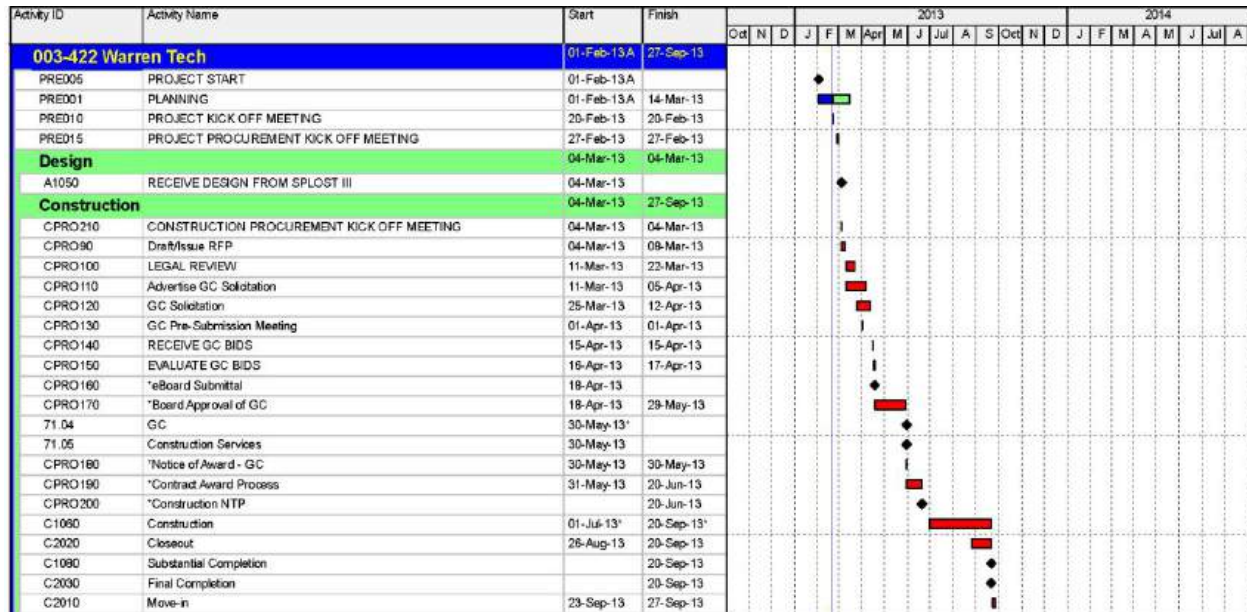 Activity ID Activity Name Start Finish 2013 2014
Oct N D J F M Apr M J Jul A S Oct N D J F M A M J Jul A
003-422 Warren Tech 01-Feb-13 A 27-Sep-13
PRE005 PROJECT START 01-Feb-13 A
PRE001 PLANNING 01-Feb-13 A 14-Mar-13
PRE010 PROJECT KICK OFF MEETING 20-Feb-13 20-Feb-13
PRE015 PROJECT PROCUREMENT KICK OFF MEETING 27-Feb-13 27-Feb-13
Design 04-Mar-13 04-Mar-13
A1050 RECEIVE DESIGN FROM SPLOST III 04-Mar-13
Construction 04-Mar-13 27-Sep-13
CPRO210 CONSTRUCTION PROCUREMENT KICK OFF MEETING 04-Mar-13 04-Mar-13
CPRO90 Draft/Issue RFP 04-Mar-13 08-Mar-13
CPRO100 LEGAL REVIEW 11-Mar-13 22-Mar-13
CPRO110 Advertise GC Solicitation 11-Mar-13 05-Apr-13
CPRO120 GC Solicitation 25-Mar-13 12-Apr-13
CPRO130 GC Pre-Submission Meeting 01-Apr-13 01-Apr-13
CPRO140 RECEIVE GC BIDS 15-Apr-13 15-Apr-13
CPRO150 EVALUATE GC BIDS 16-Apr-13 17-Apr-13
CPRO160 *eBoard Submittal 18-Apr-13
CPRO170 *Board Approval of GC 18-Apr-13 29-May-13
71.04 GC 30-May-13*
71.05 Construction Services 30-May-13
CPRO180 *Notice of Award - GC 30-May-13 30-May-13
CPRO190 *Contract Award Process 31-May-13 20-Jun-13
CPRO200 *Construction NTP 20-Jun-13
C1060 Construction 01-Jul-13* 20-Sep-13*
C2020 Closeout 26-Aug-13 20-Sep-13
C1080 Substantial Completion 20-Sep-13
C2030 Final Completion 20-Sep-13
C2010 Move-in 23-Sep-13 27-Sep-13